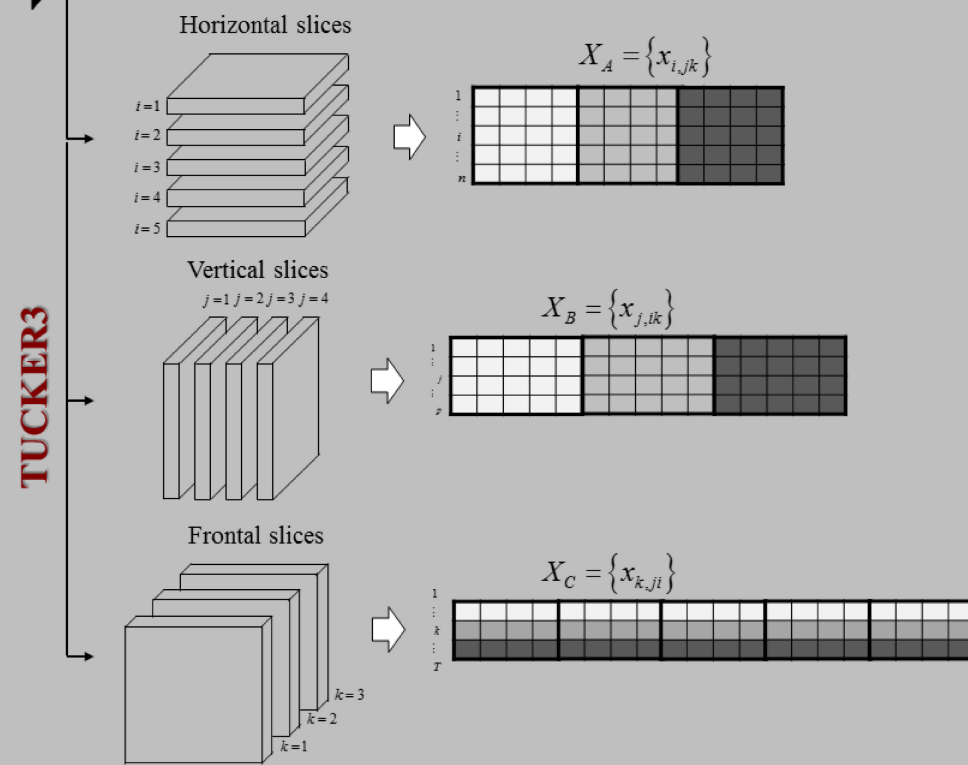 TUCKER3
Horizontal slices
i=1
i=2
i=3
i=4
i=5
X_A = {x_{i,jk}}
1
⋮
i
⋮
n
Vertical slices
j=1 j=2 j=3 j=4
X_B = {x_{j,ik}}
1
⋮
j
⋮
Frontal slices
k=3
k=2
k=1
X_C = {x_{k,ji}}
1
⋮
k
⋮
T